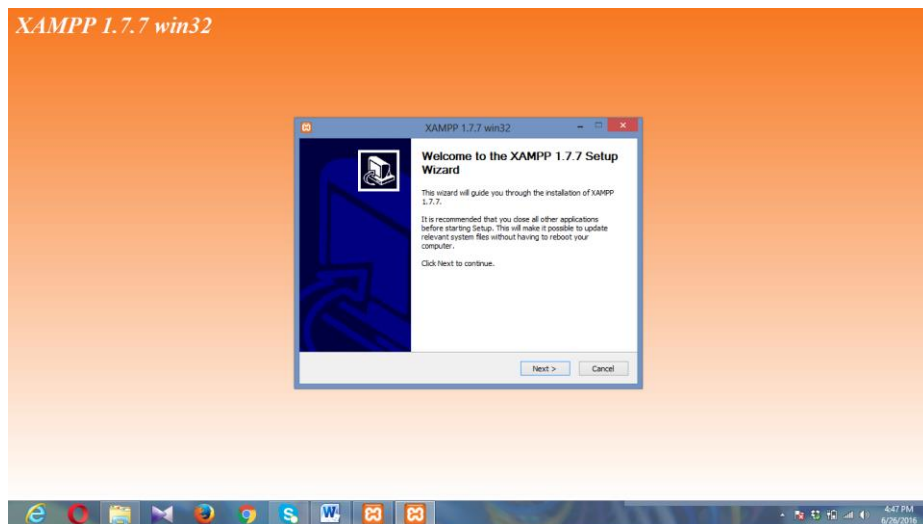 XAMPP 1.7.7 win32
XAMPP 1.7.7 win32
Welcome to the XAMPP 1.7.7 Setup
Wizard
This wizard will guide you through the installation of XAMPP
1.7.7.
It is recommended that you close all other applications
before starting Setup. This will make it possible to update
relevant system files without having to reboot your
computer.
Click Next to continue.
Next >
Cancel
4:47 PM
6/26/2016